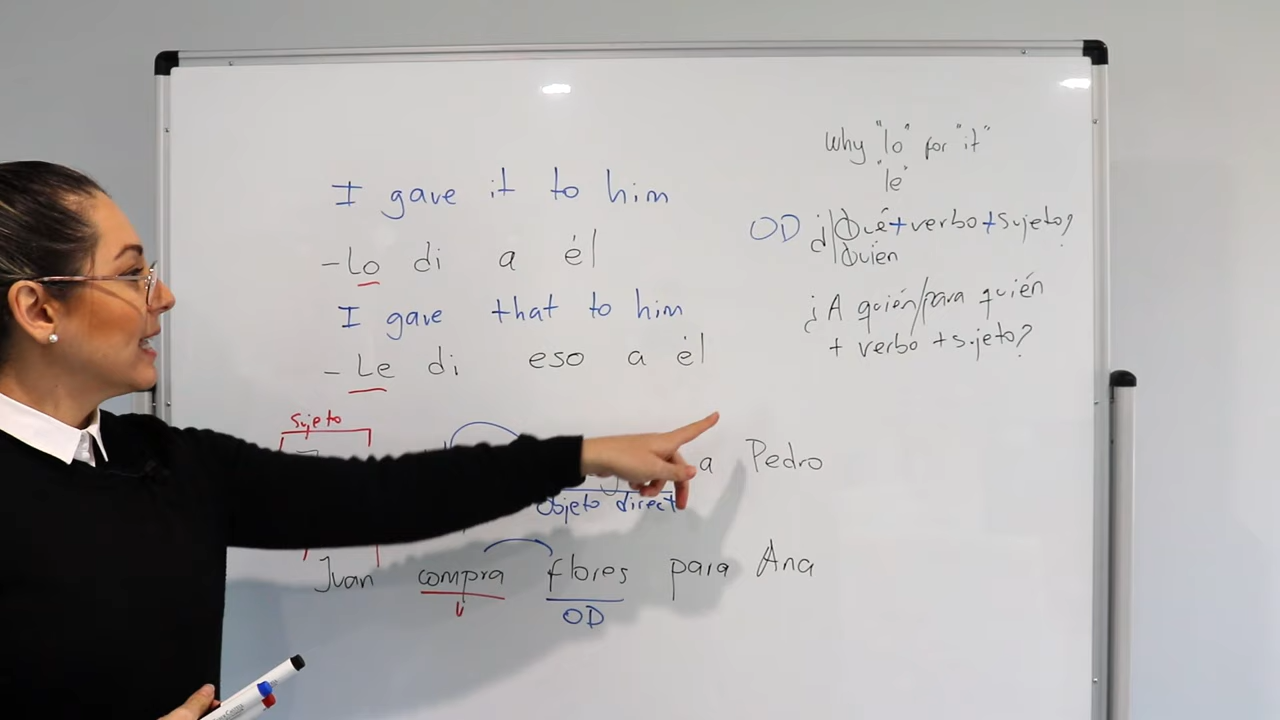 I gave it to him
-Lo di a él
I gave that to him
- Le di eso a él
Sujeto
a Pedro
Objeto direct
Juan compra flores para Ana
OD
why "lo" for "it"
"le"
OD ¿Qué+verbo+sujeto?
Quién
¿A quién/para quién
+ verbo +sujeto?